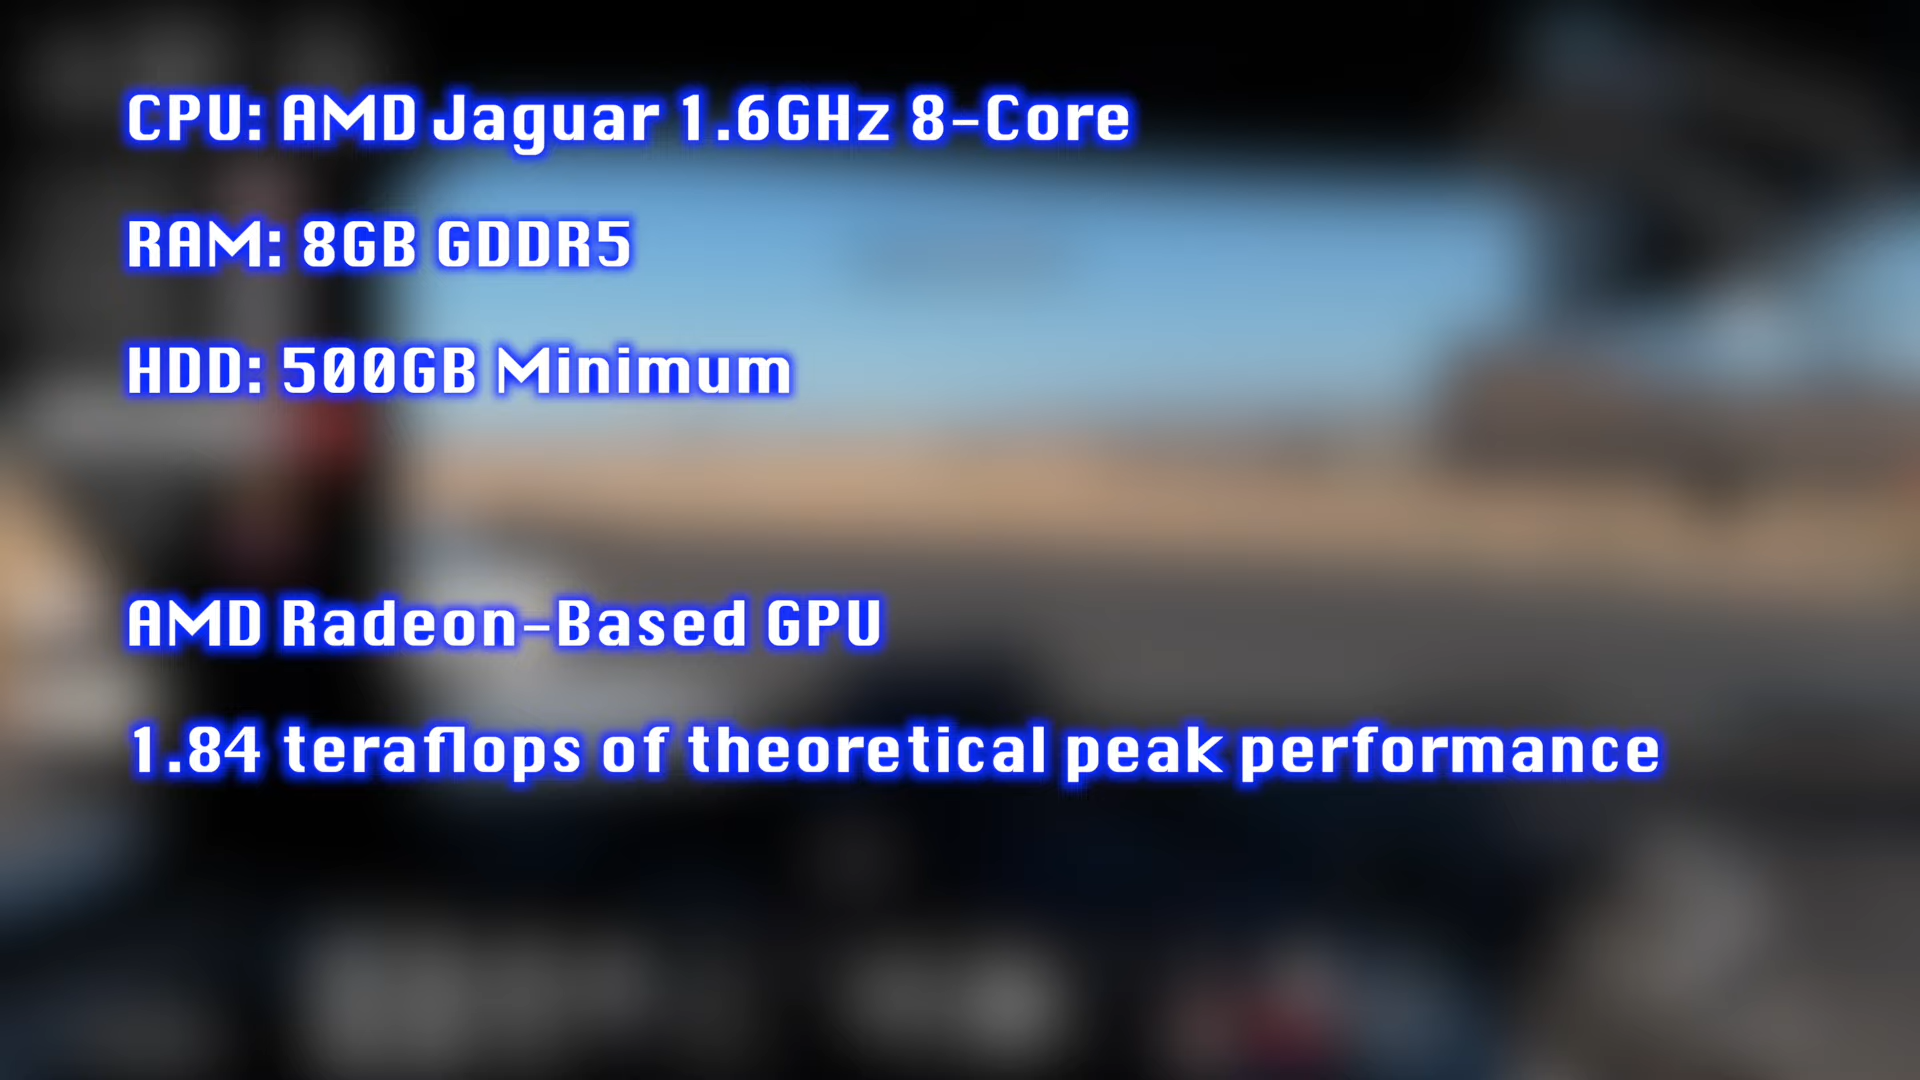 CPU: AMD Jaguar 1.6GHz 8-Core
RAM: 8GB GDDR5
HDD: 500GB Minimum
AMD Radeon-Based GPU
1.84 teraflops of theoretical peak performance